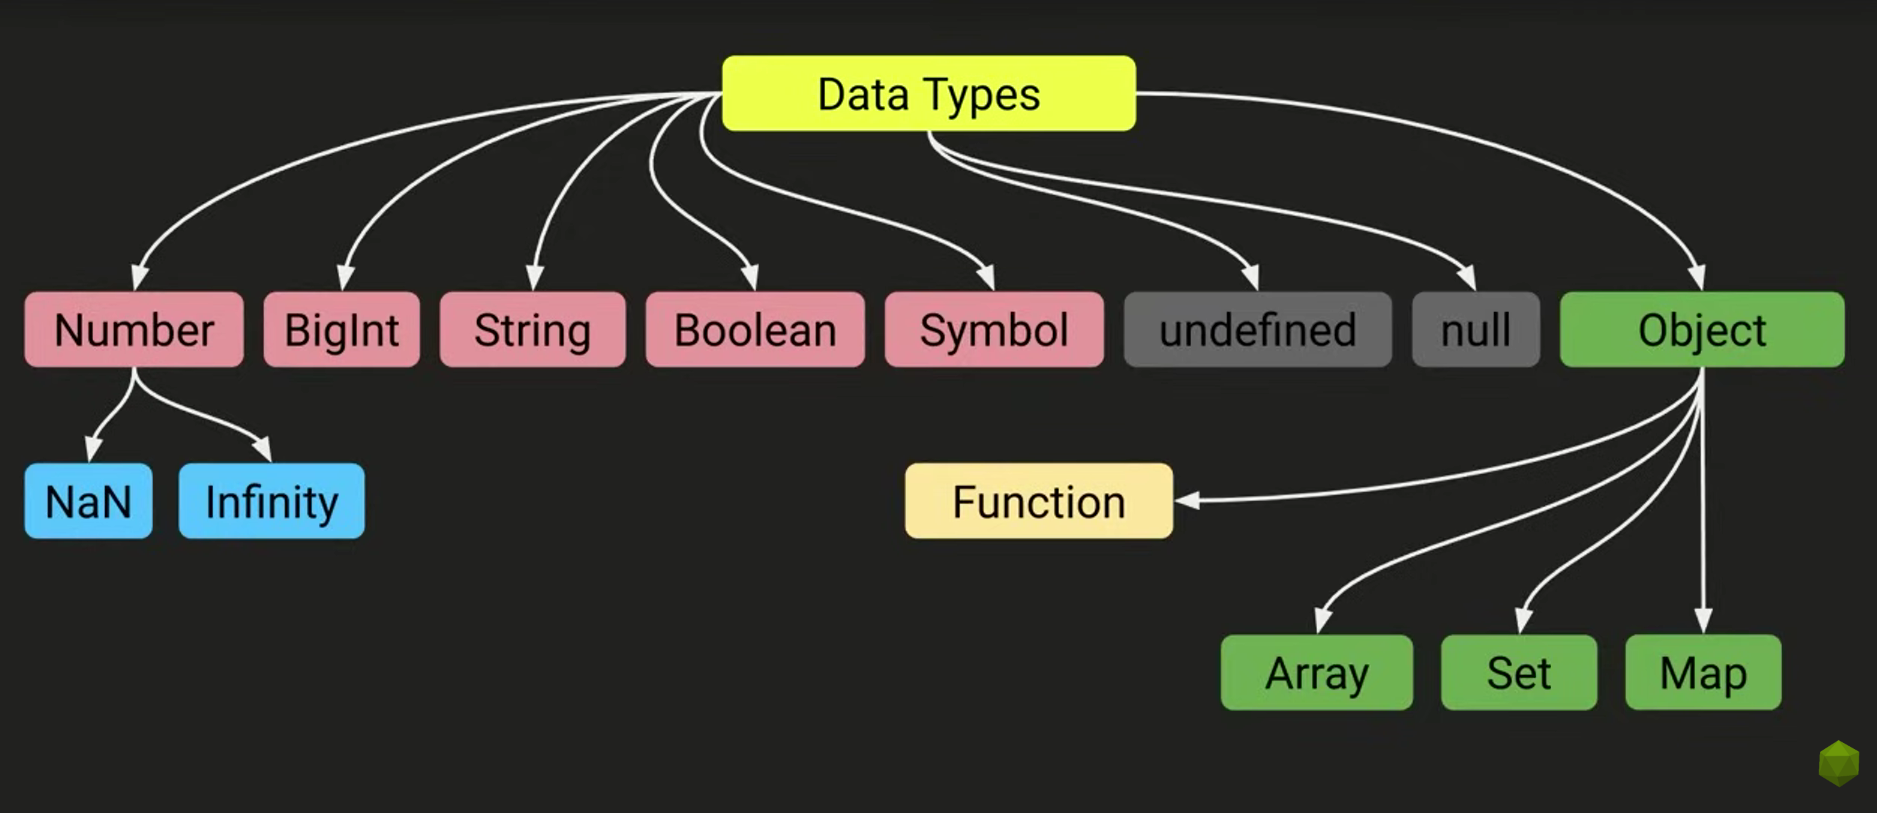 Data Types
Number
BigInt
String
Boolean
Symbol
undefined
null
Object
NaN
Infinity
Function
Array
Set
Map